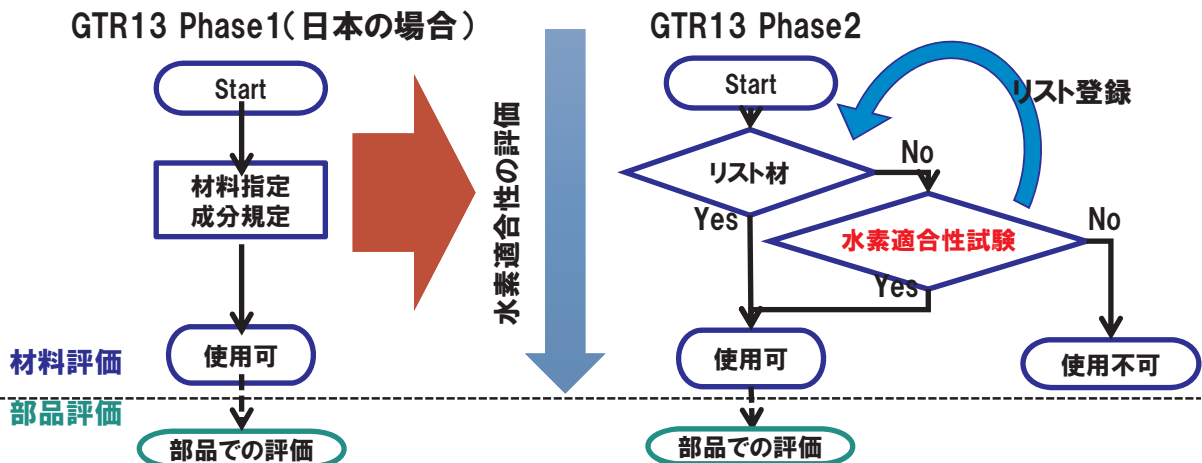 GTR13 Phase1(日本の場合)
Start
材料指定
成分規定
使用可
材料評価
部品評価
部品での評価
水素適合性の評価
GTR13 Phase2
Start
リスト登録
リスト材
No
Yes
水素適合性試験
No
Yes
使用可
使用不可
部品での評価